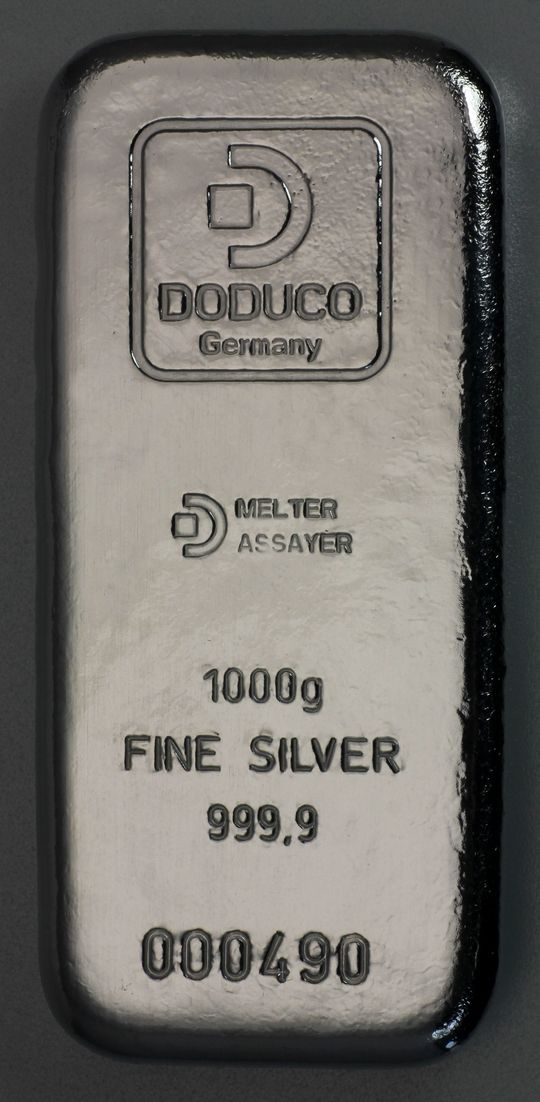 DODUCO
Germany
MELTER
ASSAYER
1000g
FINE SILVER
999,9
000490